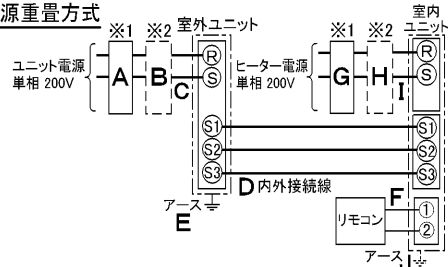 源重畳方式
※1 ※2 室外ユニット ※1 ※2 室内ユニット
ユニット電源
単相 200V
A B C R S
ヒーター電源
単相 200V
G H I R S
S1 S1
S2 S2
S3 S3
D 内外接続線
アース
E
リモコン F ① ②
アース J